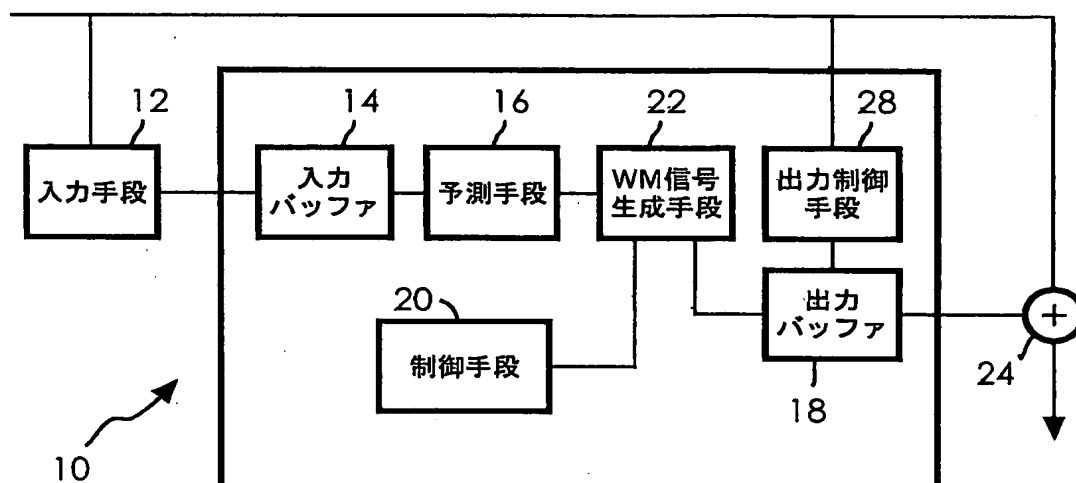 12
入力手段
14
入力
バッファ
16
予測手段
22
WM信号
生成手段
28
出力制御
手段
20
制御手段
出力
バッファ
18
+
24
10